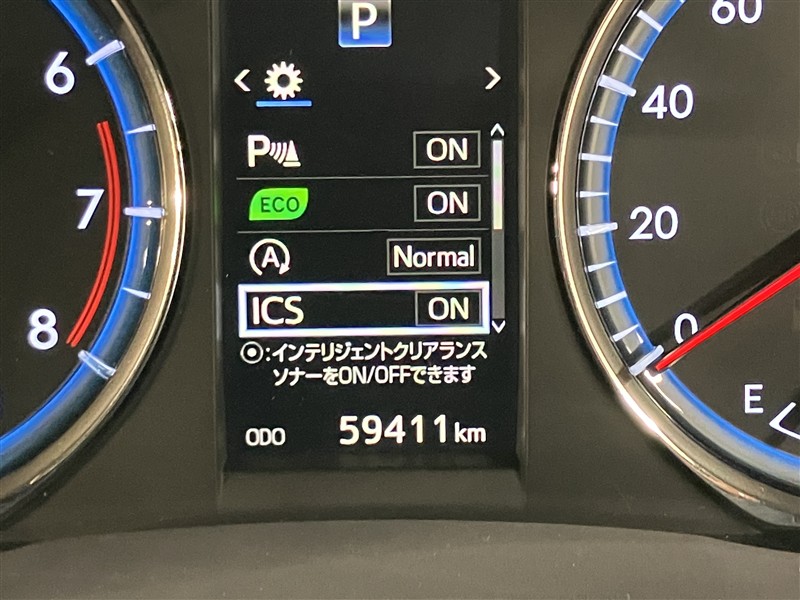 P
6
7
8
P
ON
ECO
ON
A
Normal
ICS
ON
◉:インテリジェントクリアランス
ソナーをON/OFFできます
ODO 59411km
60
40
20
0
E